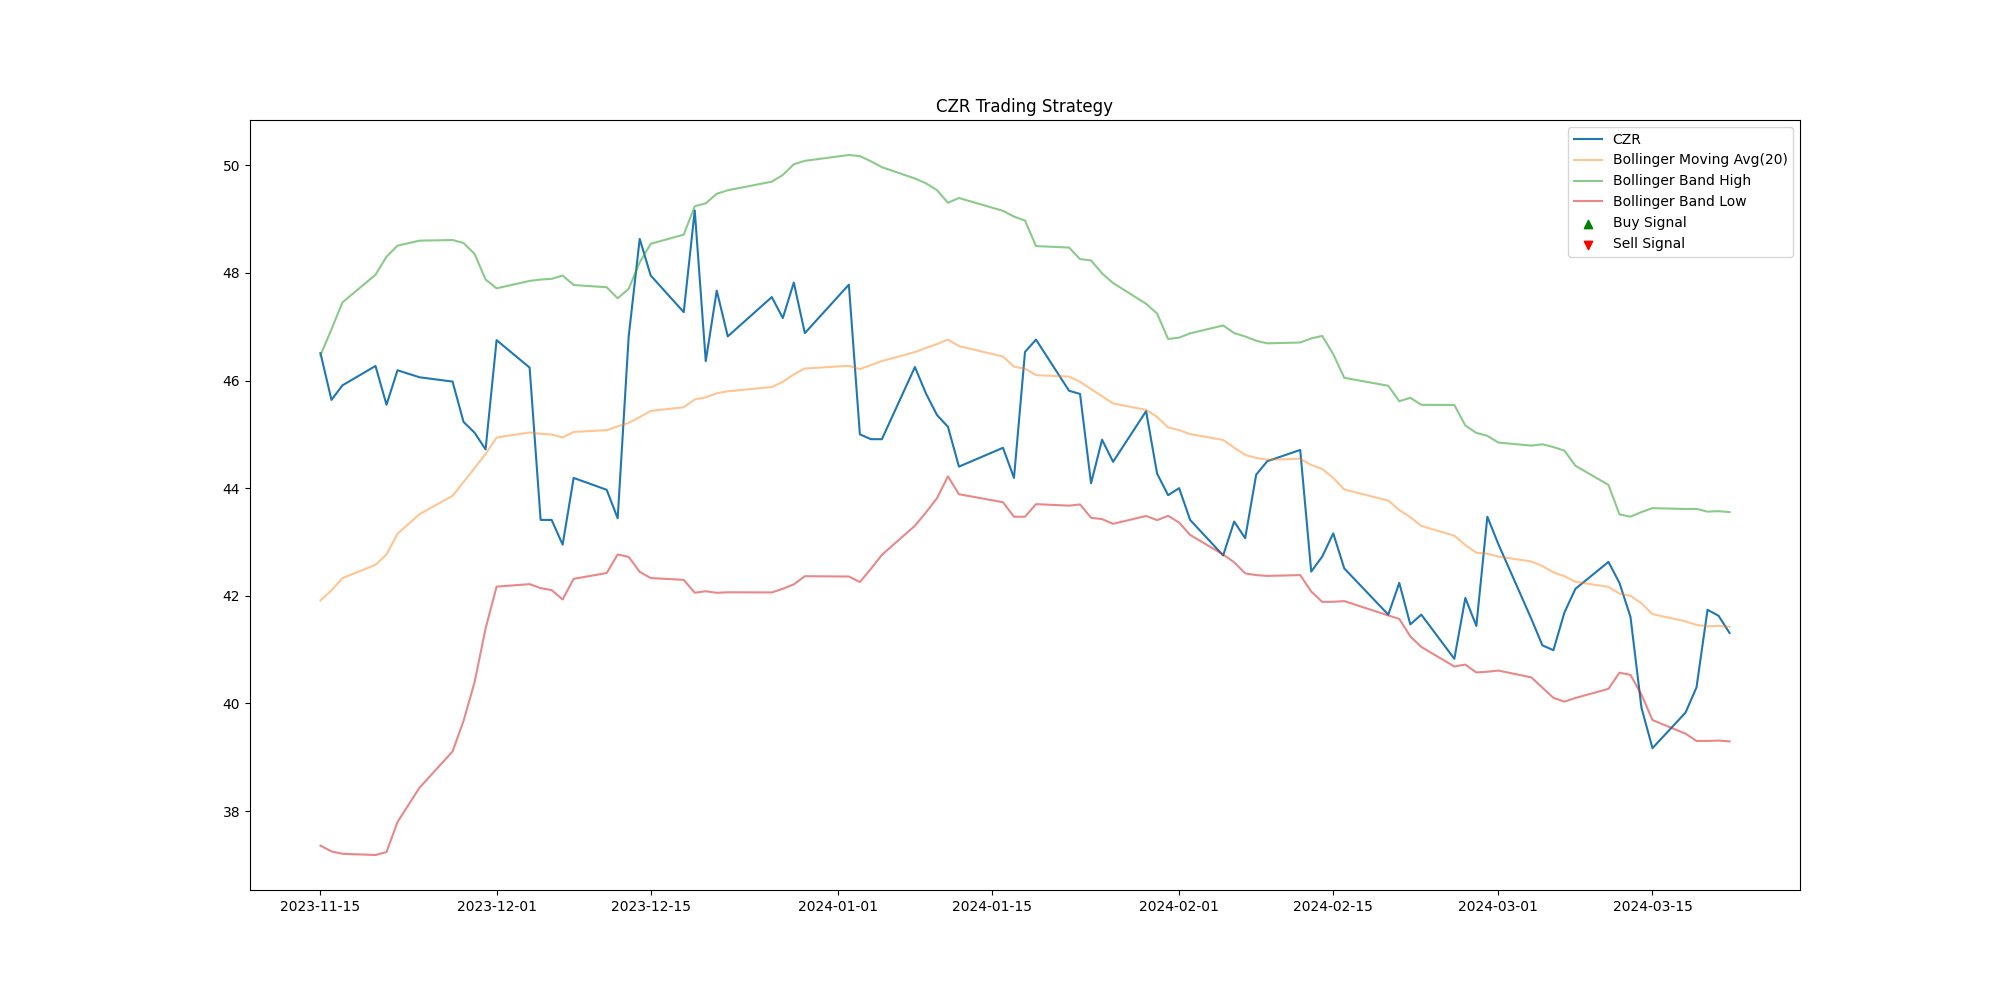 CZR Trading Strategy
CZR
Bollinger Moving Avg(20)
Bollinger Band High
Bollinger Band Low
Buy Signal
Sell Signal
50
48
46
44
42
40
38
2023-11-15
2023-12-01
2023-12-15
2024-01-01
2024-01-15
2024-02-01
2024-02-15
2024-03-01
2024-03-15